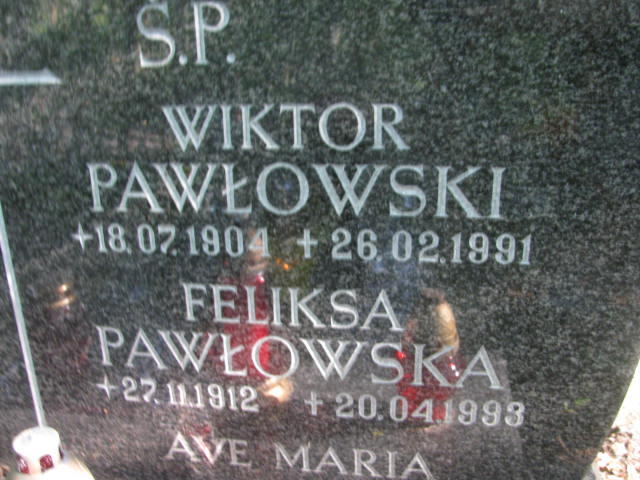 Ś.P.
WIKTOR
PAWŁOWSKI
+18.07.1904 + 26.02.1991
FELIKSA
PAWŁOWSKA
+27.11.1912 + 20.04.1993
AVE MARIA